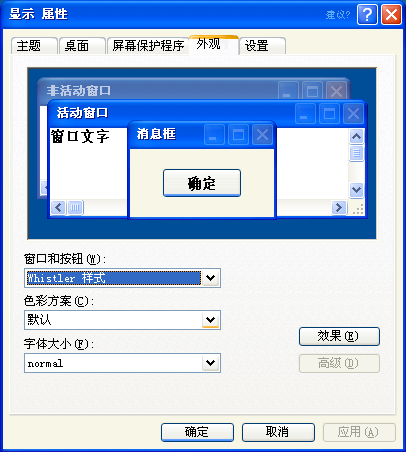 显示 属性
建议?
主题 桌面 屏幕保护程序 外观 设置
非活动窗口
活动窗口
窗口文字
消息框
确定
窗口和按钮(W):
Whistler 样式
色彩方案(C):
默认
字体大小(F):
normal
效果(E)
高级(D)
确定 取消 应用(A)